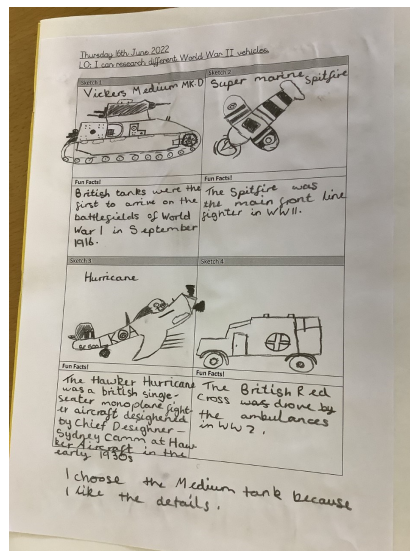 Thursday 16th June 2022
LO: I can research different World War II vehicles.
Sketch 1
Vickers Medium MK.D
Fun Facts!
British tanks were the
first to arrive on the
battlefields of World
War 1 in September
1916.
Sketch 2
Super marine Spitfire
Fun Facts!
The Spitfire was
the main front line
fighter in WW11.
Sketch 3
Hurricane
Fun Facts!
The Hawker Hurricane
was a british singe-
seater monoplane fight-
er aircraft desighened
by Chief Desighner-
Sydney Camm at Haw-
ker Aircraft in the
early 1930s
Sketch 4
Fun Facts!
The British Red
Cross was drove by
the ambulances
in WW2.
I choose the Medium tank because
I like the details.